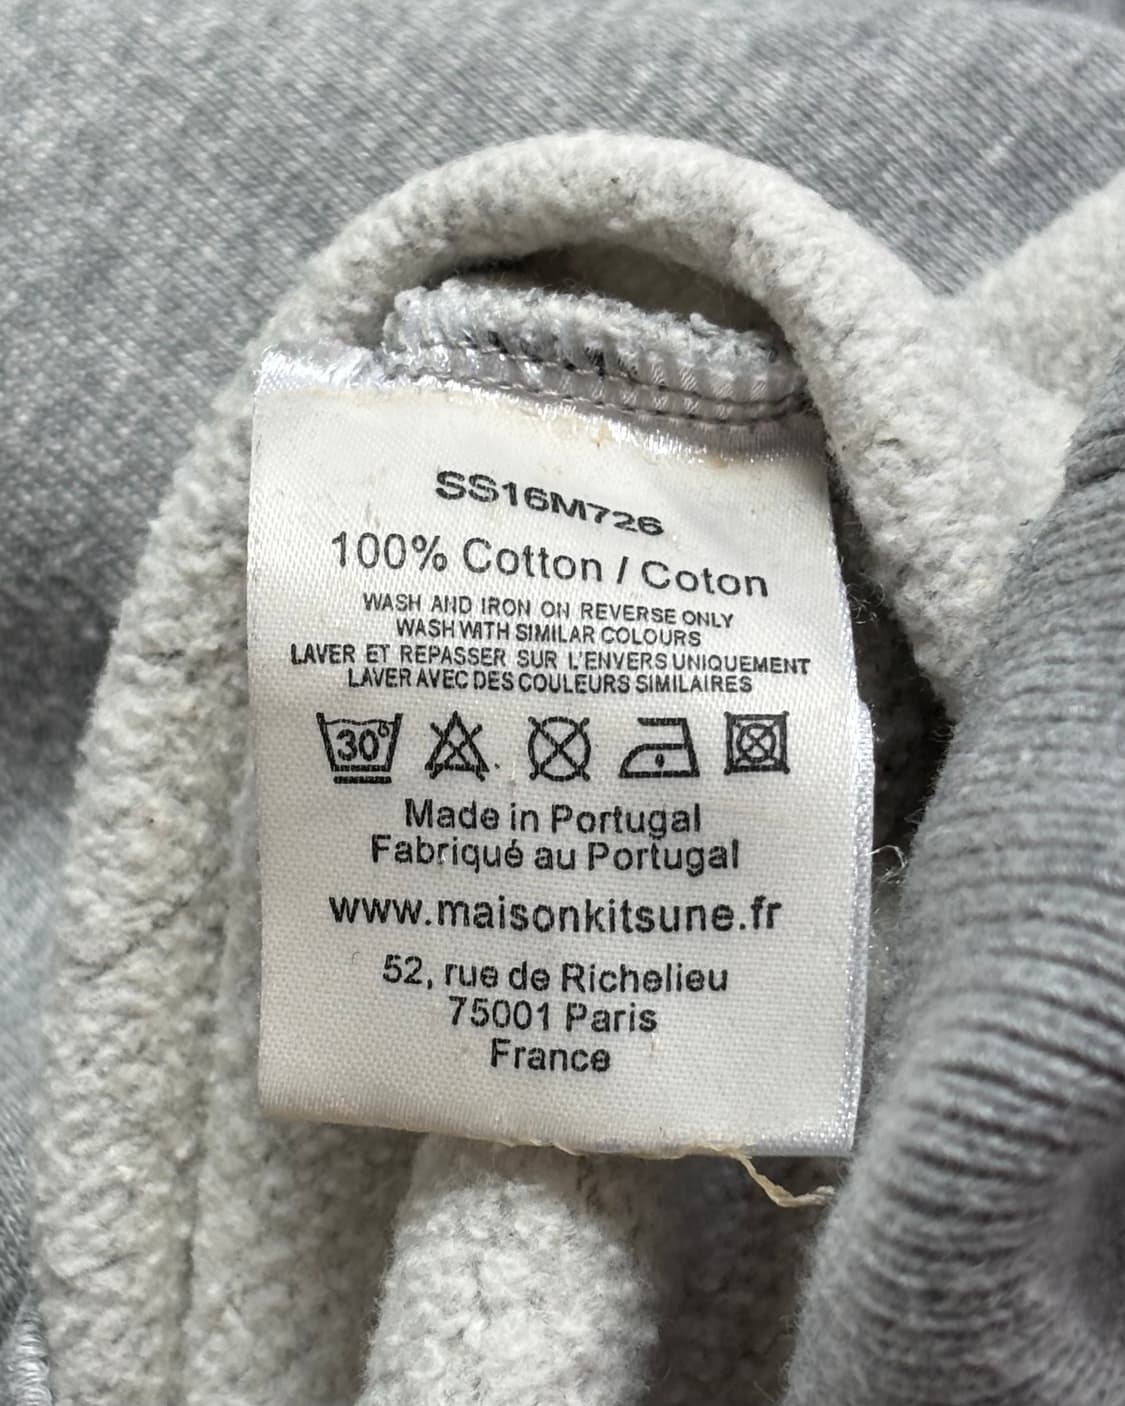 SS16M726
100% Cotton / Coton
WASH AND IRON ON REVERSE ONLY
WASH WITH SIMILAR COLOURS
LAVER ET REPASSER SUR L'ENVERS UNIQUEMENT
LAVER AVEC DES COULEURS SIMILAIRES
30°
Made in Portugal
Fabriqué au Portugal
www.maisonkitsune.fr
52, rue de Richelieu
75001 Paris
France